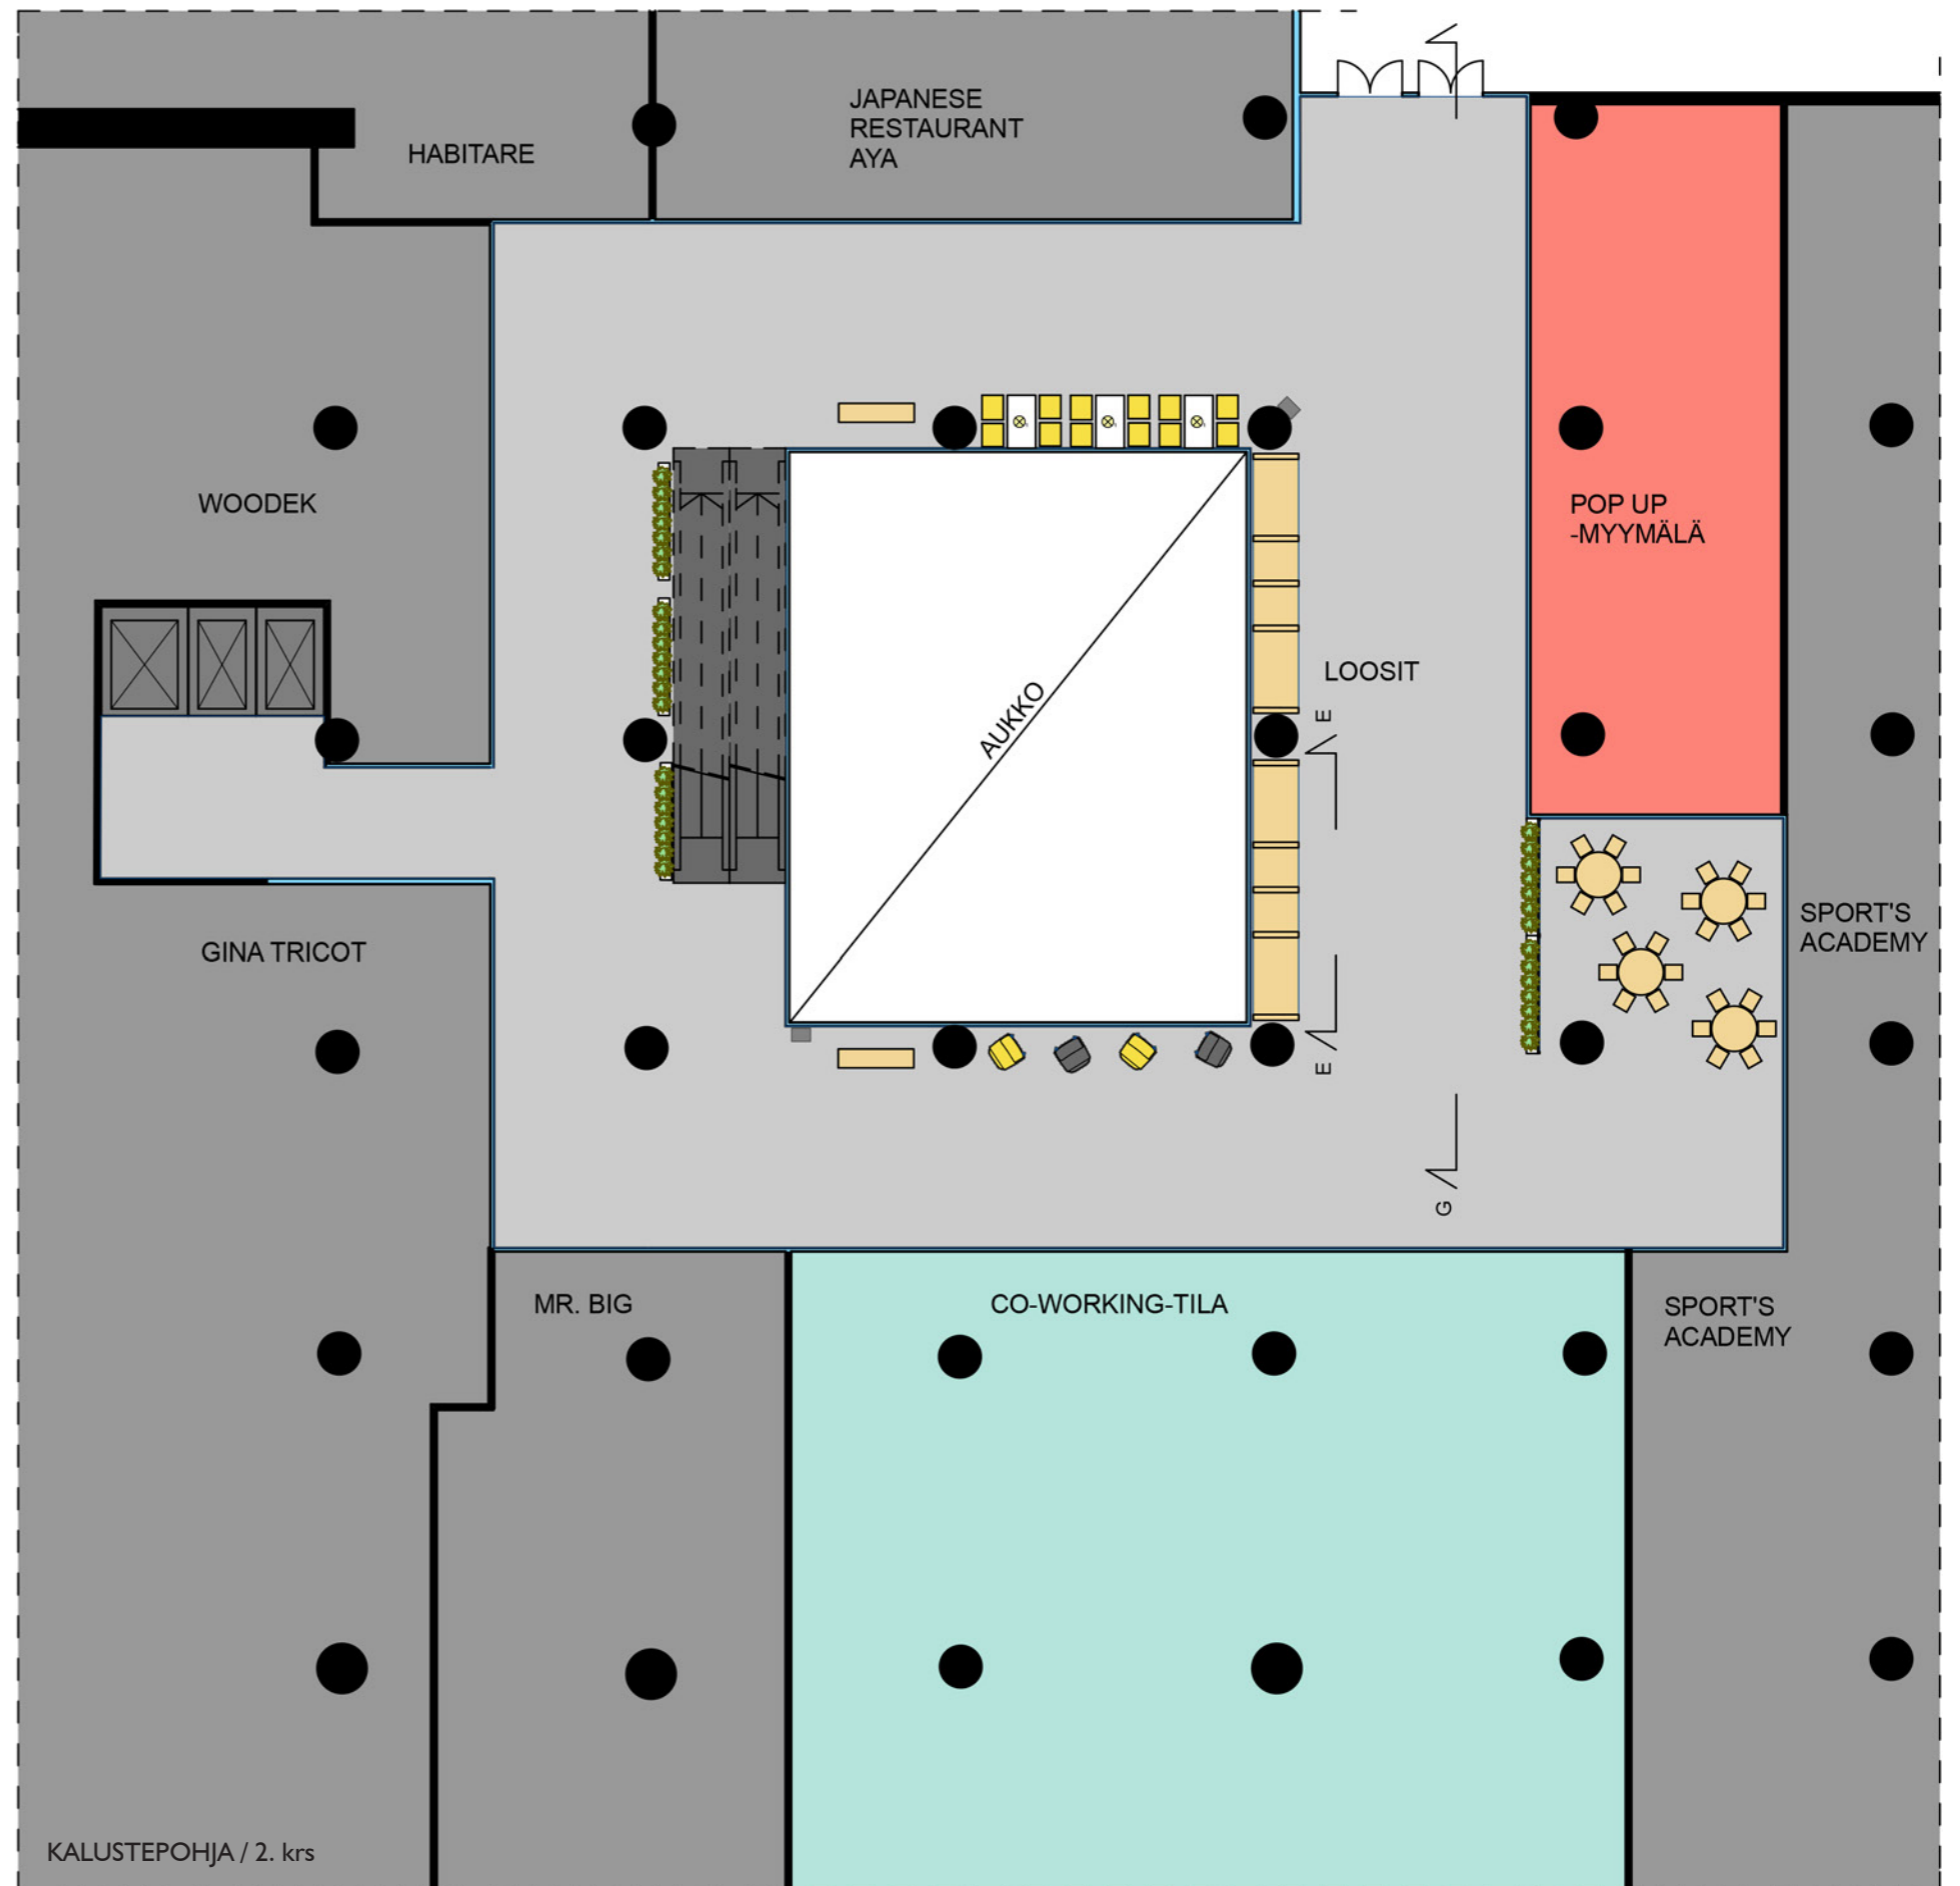 JAPANESE
RESTAURANT
AYA
HABITARE
WOODEK
POP UP
-MYYMÄLÄ
LOOSIT
E
AUKKO
SPORT'S
ACADEMY
GINA TRICOT
E
G
MR. BIG
CO-WORKING-TILA
SPORT'S
ACADEMY
KALUSTEPOHJA / 2. krs